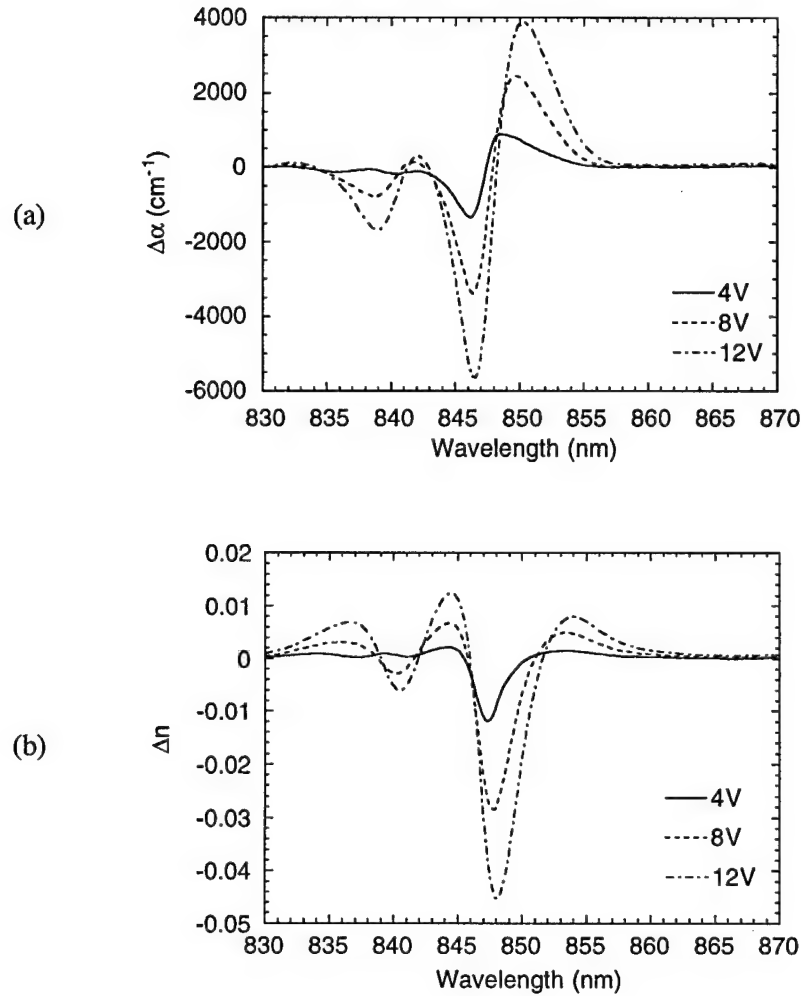 (a)
Δα (cm⁻¹)
4000
2000
0
-2000
-4000
-6000
4V
8V
12V
830 835 840 845 850 855 860 865 870
Wavelength (nm)
(b)
Δn
0.02
0.01
0
-0.01
-0.02
-0.03
-0.04
-0.05
4V
8V
12V
830 835 840 845 850 855 860 865 870
Wavelength (nm)